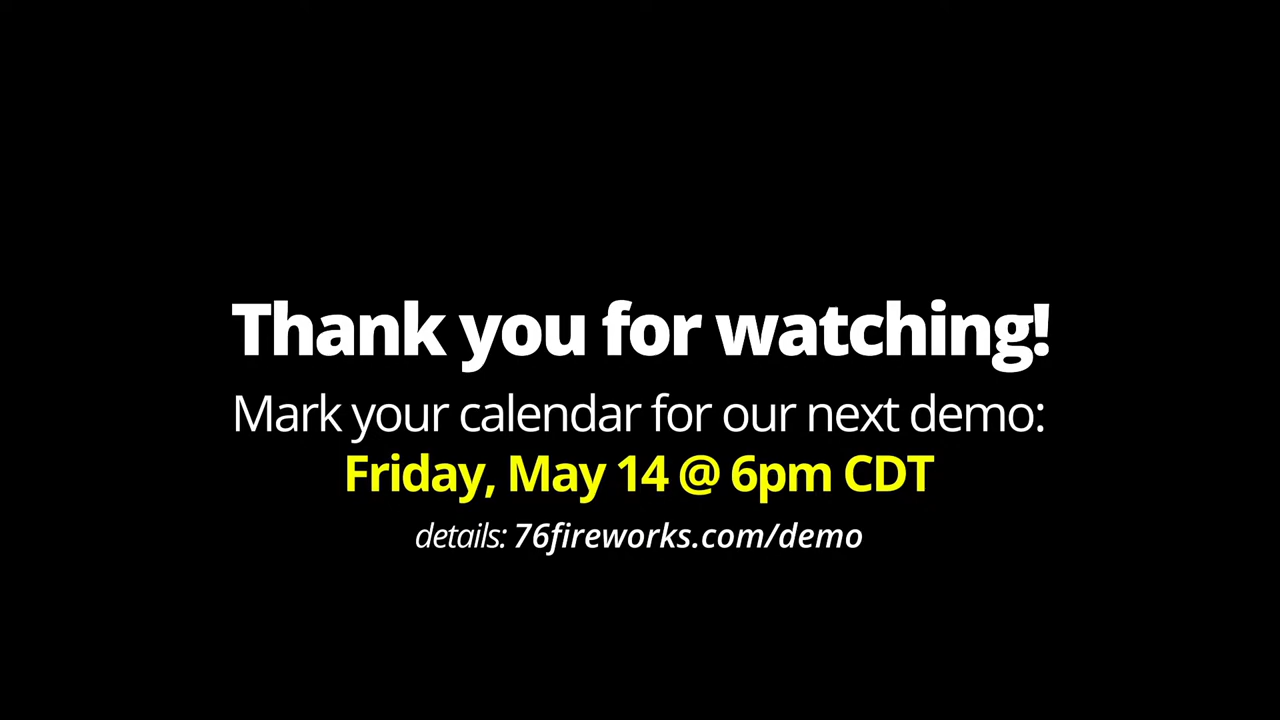 Thank you for watching!
Mark your calendar for our next demo:
Friday, May 14 @ 6pm CDT
details: 76fireworks.com/demo